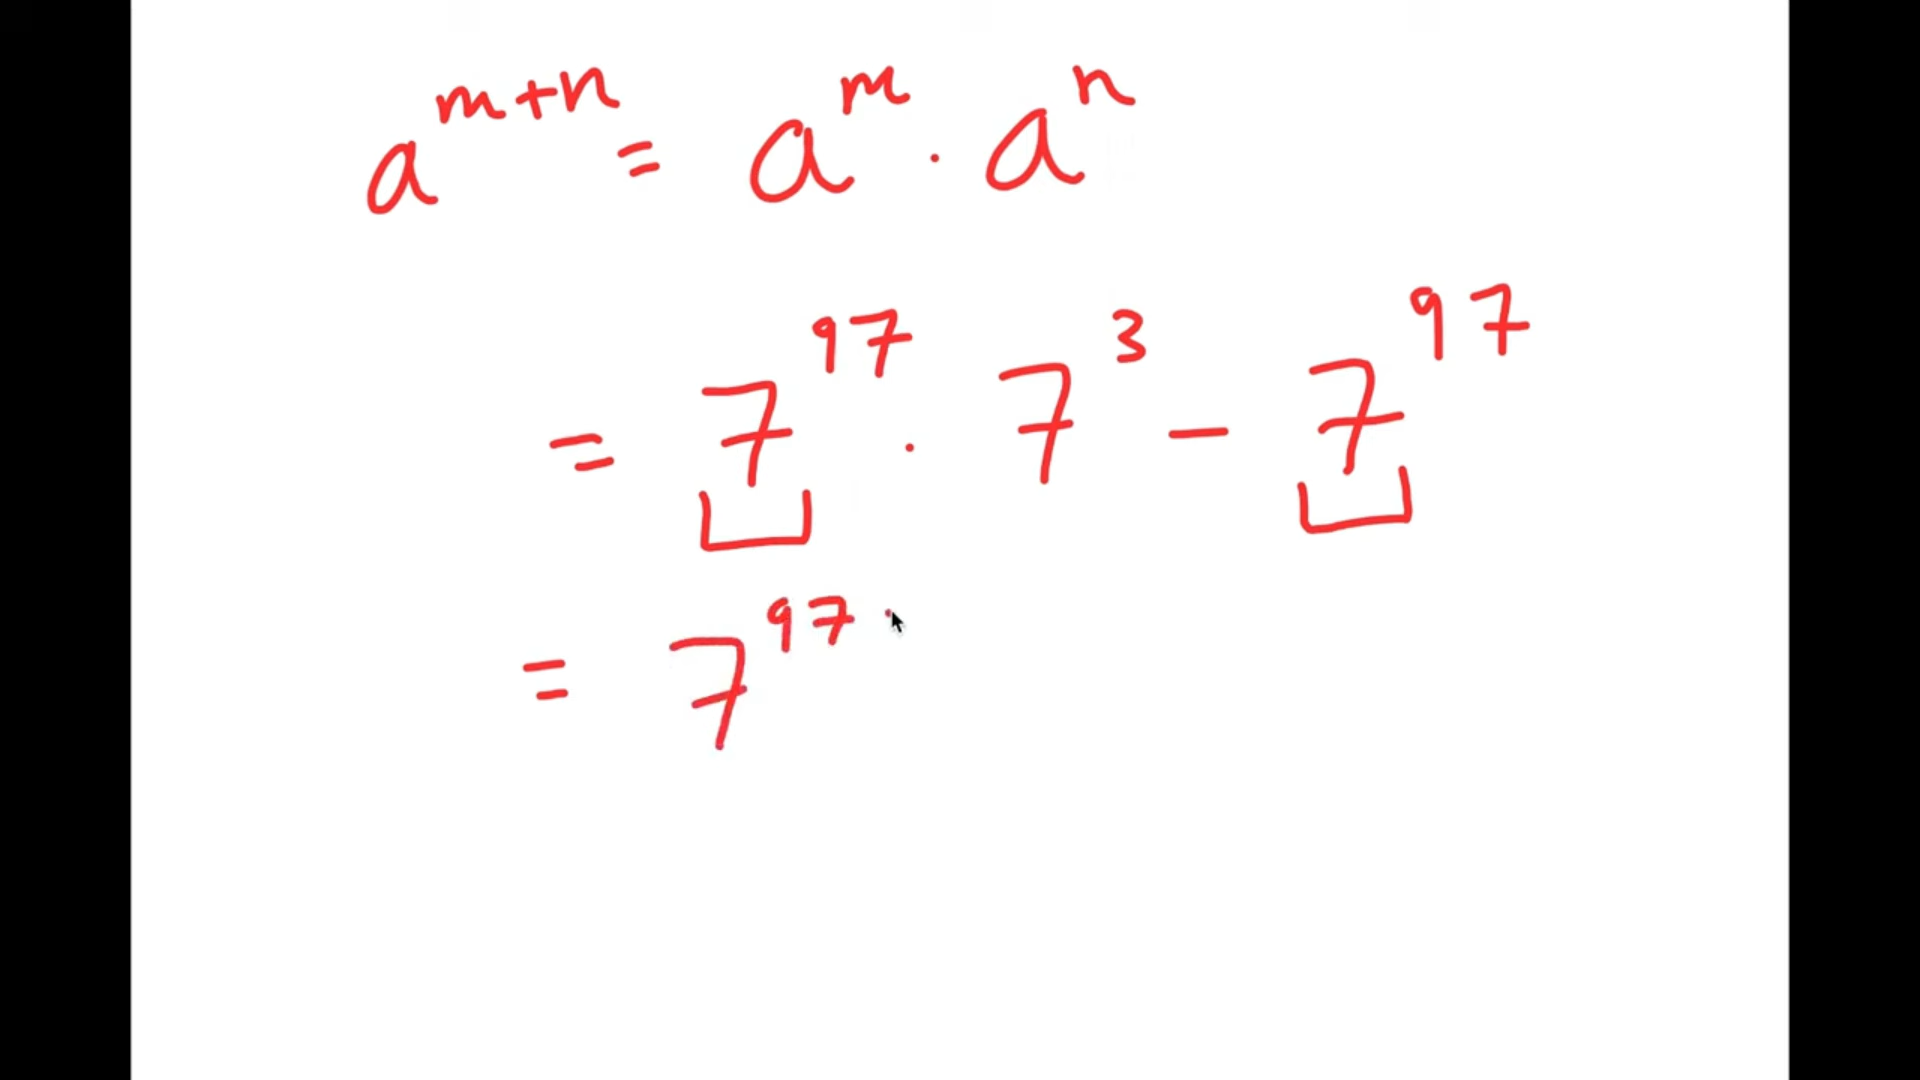 a^{m+n} = a^m · a^n
= 7^{97} · 7^3 - 7^{97}
= 7^{97}